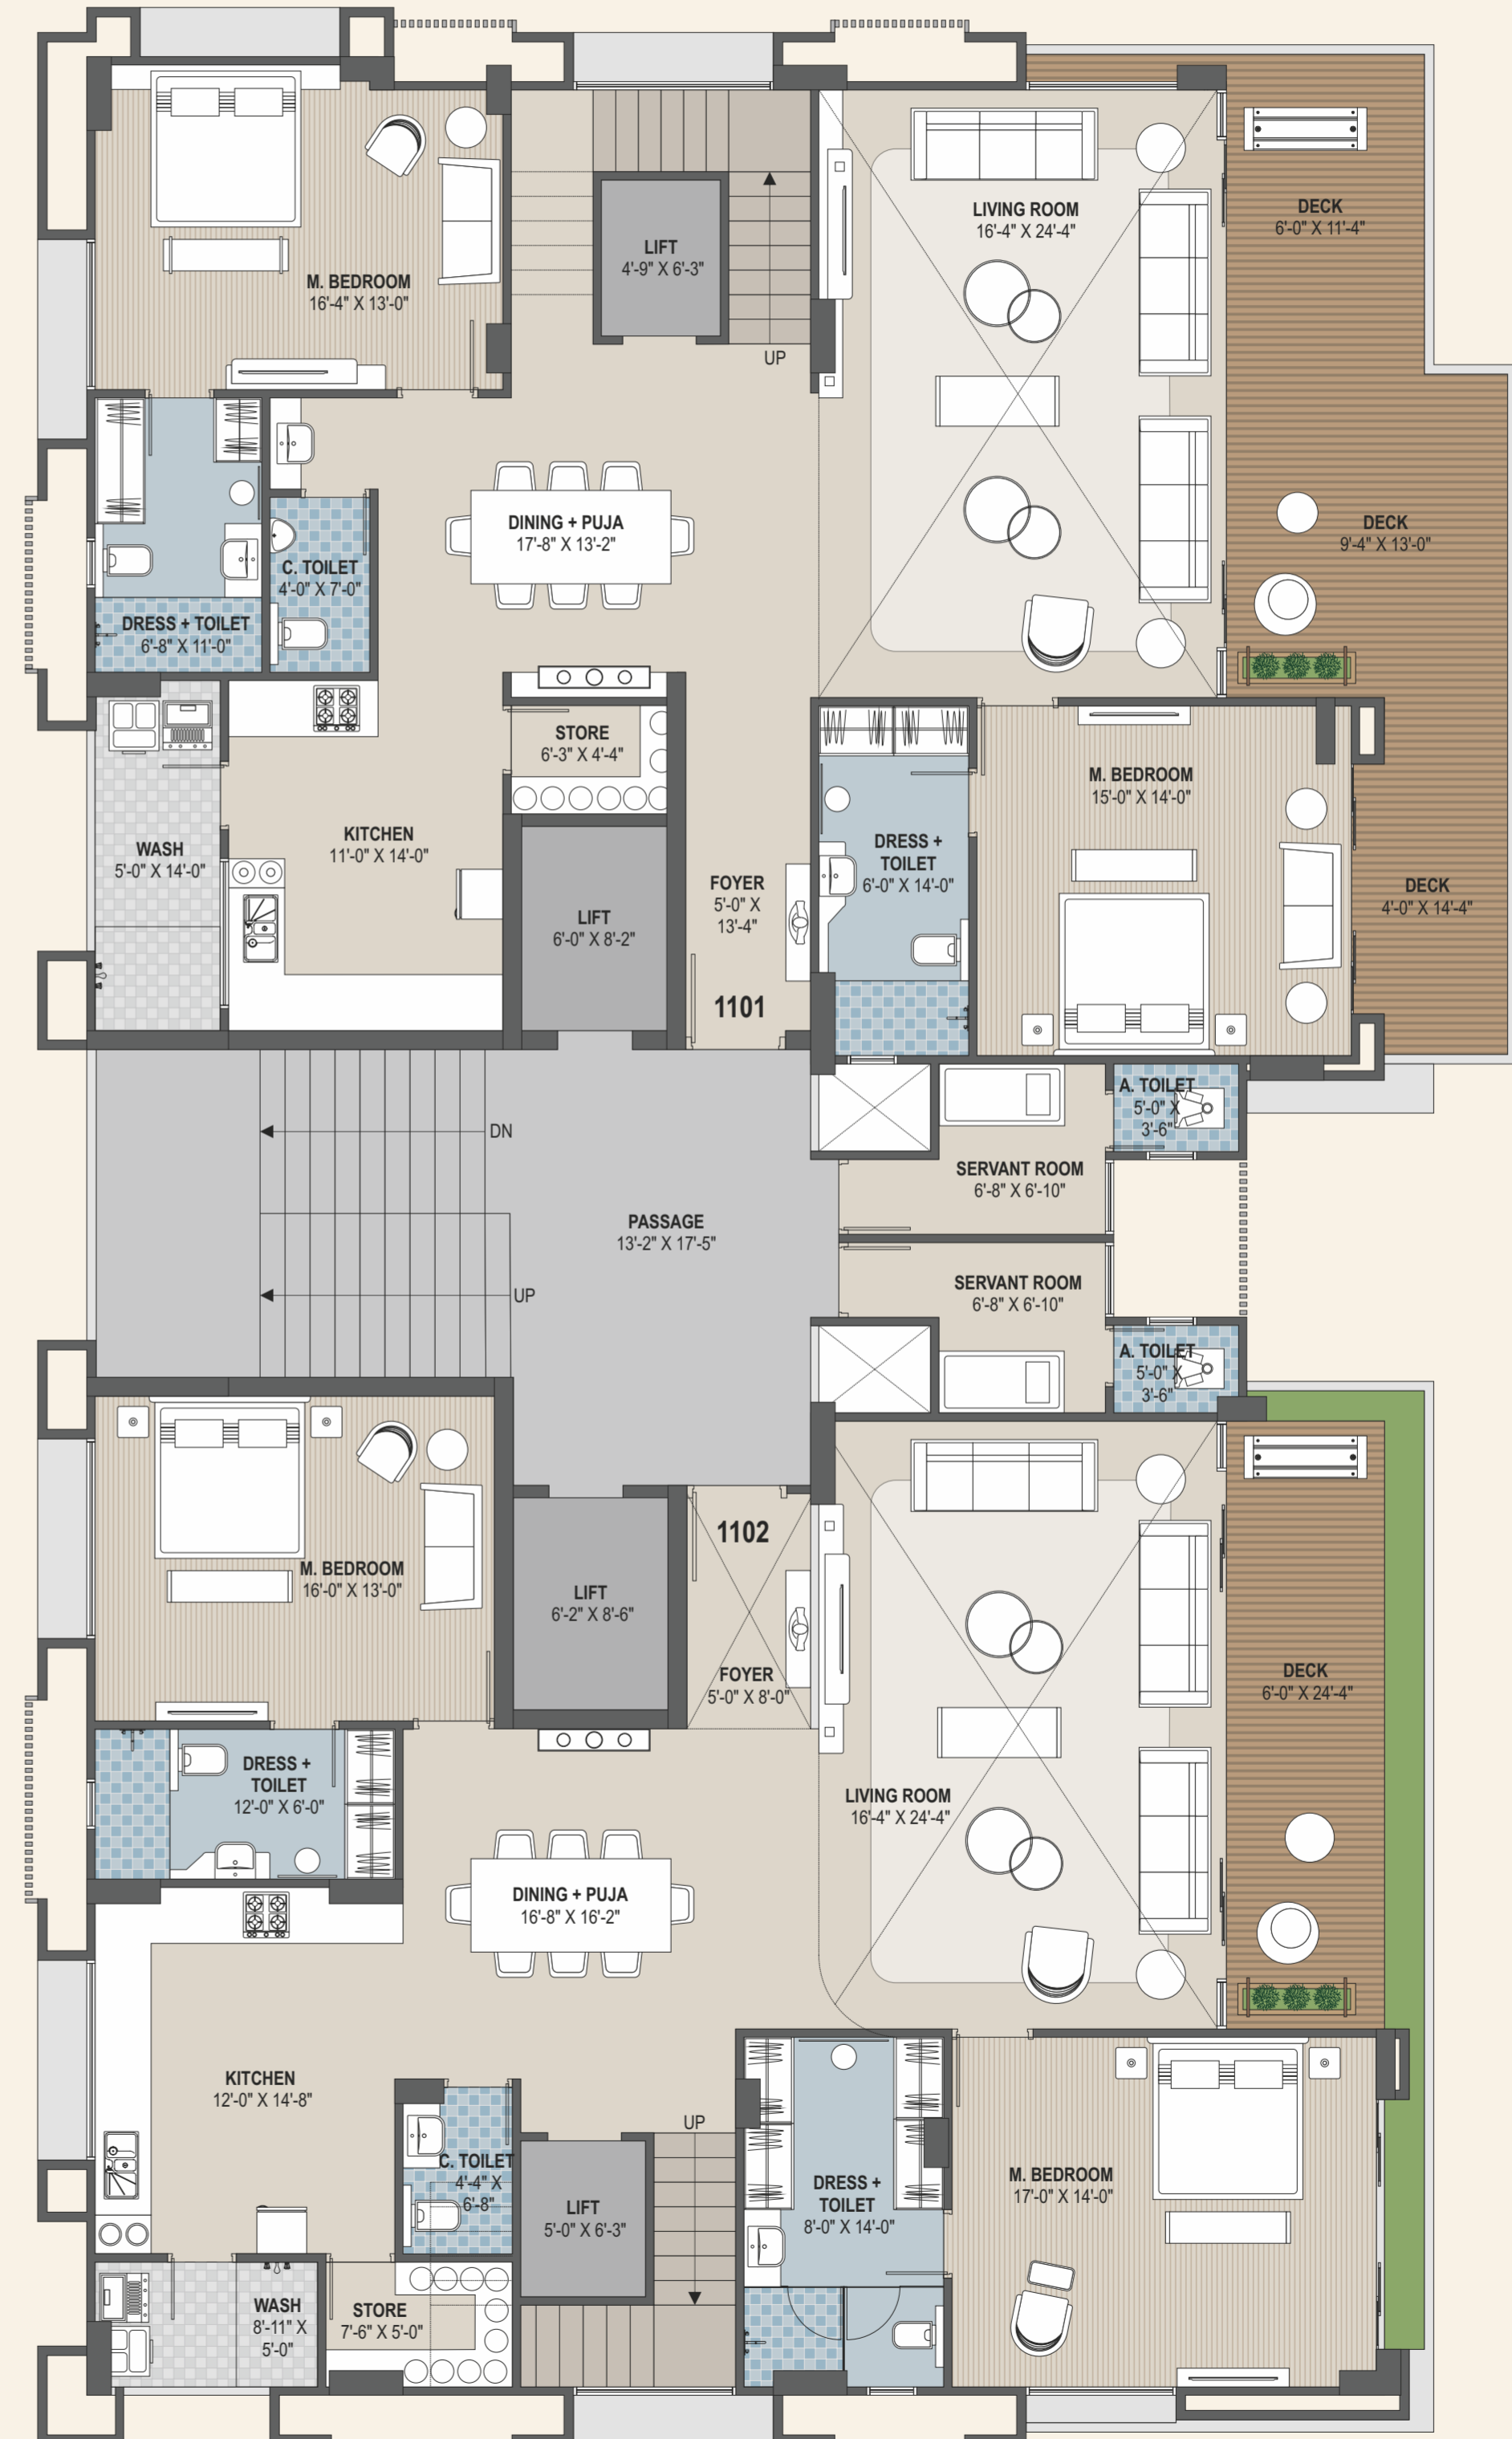 LIVING ROOM
16'-4" X 24'-4"
DECK
6'-0" X 11'-4"
LIFT
4'-9" X 6'-3"
M. BEDROOM
16'-4" X 13'-0"
UP
DINING + PUJA
17'-8" X 13'-2"
DECK
9'-4" X 13'-0"
C. TOILET
4'-0" X 7'-0"
DRESS + TOILET
6'-8" X 11'-0"
STORE
6'-3" X 4'-4"
M. BEDROOM
15'-0" X 14'-0"
KITCHEN
11'-0" X 14'-0"
WASH
5'-0" X 14'-0"
DRESS +
TOILET
6'-0" X 14'-0"
FOYER
5'-0" X
13'-4"
DECK
4'-0" X 14'-4"
LIFT
6'-0" X 8'-2"
1101
A. TOILET
5'-0" X
3'-6"
DN
SERVANT ROOM
6'-8" X 6'-10"
PASSAGE
13'-2" X 17'-5"
SERVANT ROOM
6'-8" X 6'-10"
UP
A. TOILET
5'-0" X
3'-6"
1102
M. BEDROOM
16'-0" X 13'-0"
LIFT
6'-2" X 8'-6"
FOYER
5'-0" X 8'-0"
DECK
6'-0" X 24'-4"
DRESS +
TOILET
12'-0" X 6'-0"
LIVING ROOM
16'-4" X 24'-4"
DINING + PUJA
16'-8" X 16'-2"
KITCHEN
12'-0" X 14'-8"
UP
C. TOILET
4'-4" X
6'-8"
M. BEDROOM
17'-0" X 14'-0"
DRESS +
TOILET
8'-0" X 14'-0"
LIFT
5'-0" X 6'-3"
WASH
8'-11" X
5'-0"
STORE
7'-6" X 5'-0"